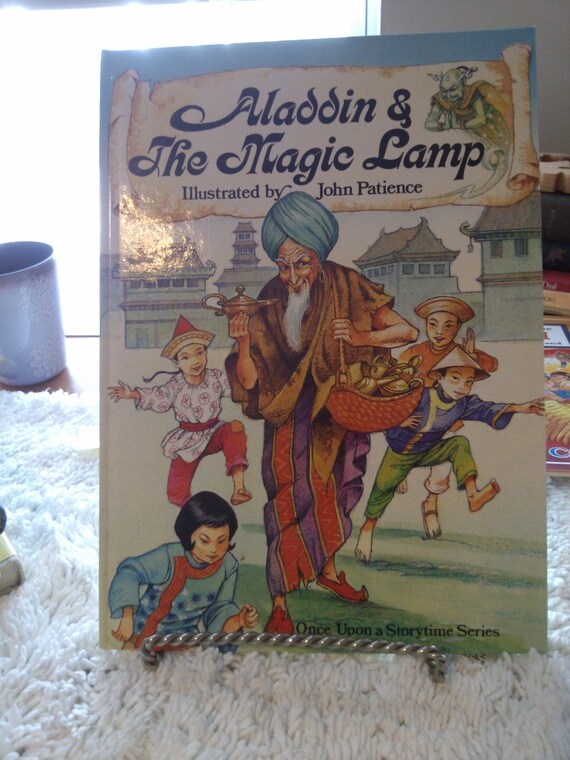 Aladdin &
The Magic Lamp
Illustrated by John Patience
Once Upon a Storytime Series